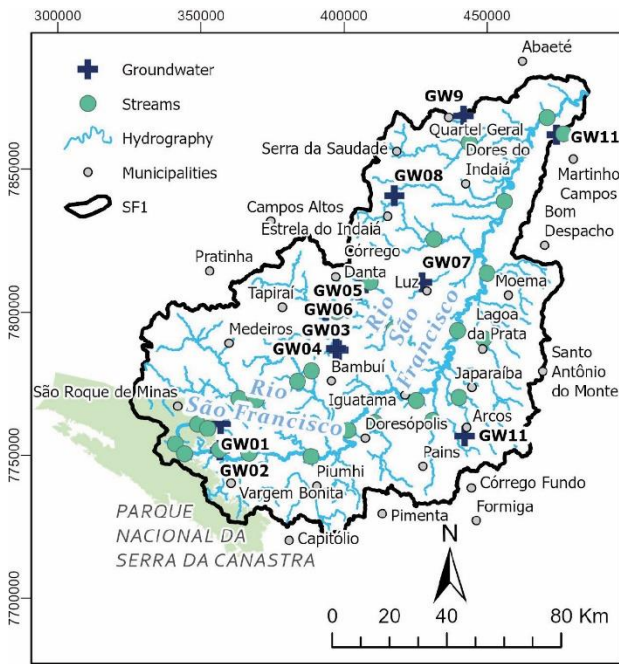 300000 350000 400000 450000
Abaeté
Groundwater
Streams
Hydrography
Municipalities
SF1
GW9
Quartel Geral
GW11
Serra da Saudade
Dores do
Indaiá
Martinho
Campos
7850000
GW08
Campos Altos
Estrela do Indaiá
Bom
Despacho
Córrego
Danta
Pratinha
GW07
GW05
Luz
Moema
Tapiraí
GW06
7800000
Rio
São
Francisco
Lagoa
da Prata
Medeiros
GW03
GW04
Bambuí
Santo
Antônio
do Monte
Japaraíba
São Roque de Minas
Rio
São Francisco
Iguatama
Arcos
Doresópolis
GW11
GW01
7750000
GW02
Piumhi
Pains
Vargem Bonita
Córrego Fundo
PARQUE
NACIONAL DA
SERRA DA CANASTRA
Pimenta
Formiga
Capitólio
N
7700000
0 20 40 80 Km